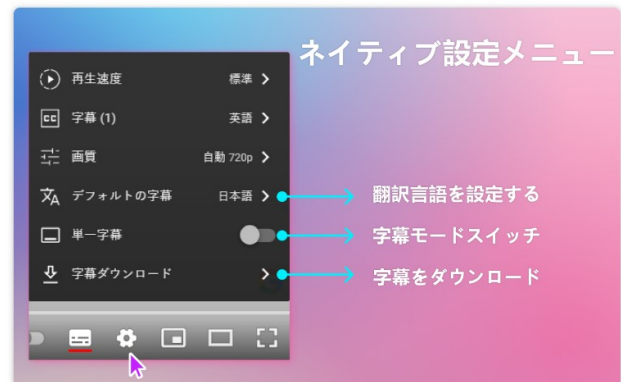 ネイティブ設定メニュー
再生速度 標準
CC 字幕 (1) 英語
画質 自動 720p
デフォルトの字幕 日本語 翻訳言語を設定する
単一字幕 字幕モードスイッチ
字幕ダウンロード 字幕をダウンロード